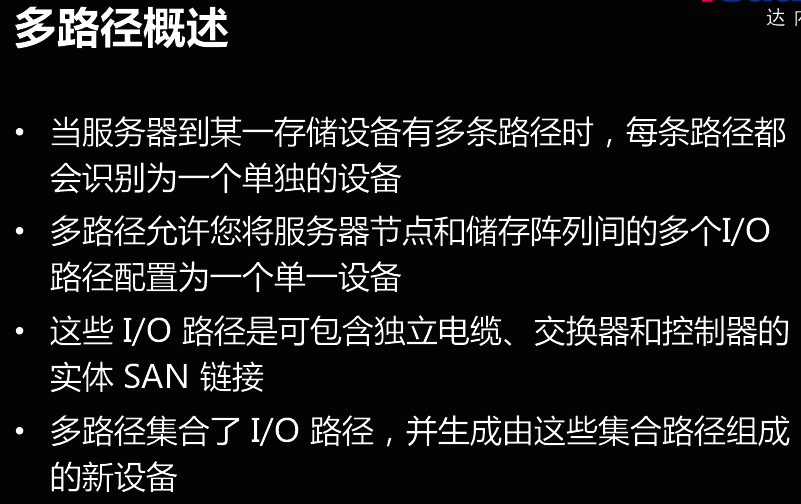 多路径概述
达
• 当服务器到某一存储设备有多条路径时，每条路径都
会识别为一个单独的设备
• 多路径允许您将服务器节点和储存阵列间的多个I/O
路径配置为一个单一设备
• 这些 I/O 路径是可包含独立电缆、交换器和控制器的
实体 SAN 链接
• 多路径集合了 I/O 路径，并生成由这些集合路径组成
的新设备